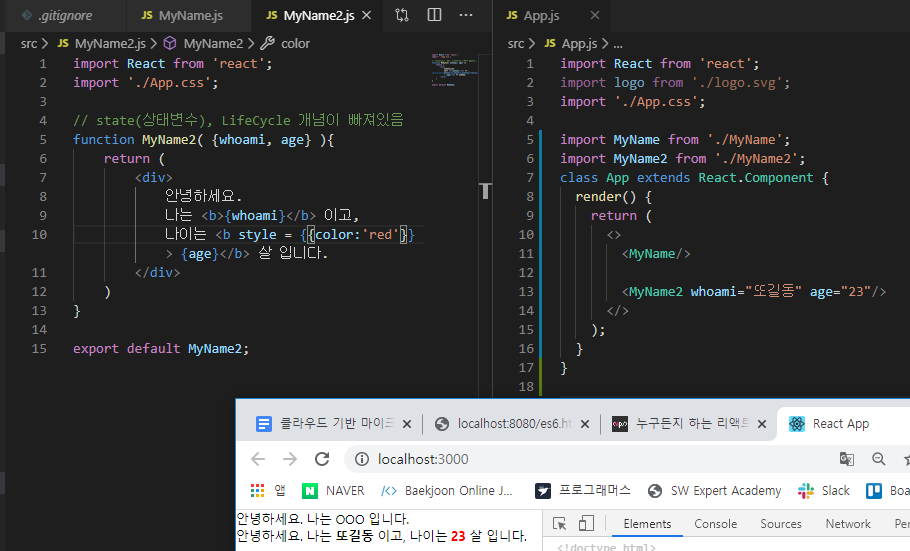 .gitignore
JS MyName.js
JS MyName2.js
src > JS MyName2.js > MyName2 > color
1 import React from 'react';
2 import './App.css';
3
4 // state(상태변수), LifeCycle 개념이 빠져있음
5 function MyName2( {whoami, age} ){
6 return (
7 <div>
8 안녕하세요.
9 나는 <b>{whoami}</b> 이고,
10 나이는 <b style = {{color:'red'}}
> {age}</b> 살 입니다.
11 </div>
12 )
13 }
14
15 export default MyName2;
JS App.js
src > JS App.js > ...
1 import React from 'react';
2 import logo from './logo.svg';
3 import './App.css';
4
5 import MyName from './MyName';
6 import MyName2 from './MyName2';
7 class App extends React.Component {
8 render() {
9 return (
10 <>
11 <MyName/>
12
13 <MyName2 whoami="또길동" age="23"/>
14 </>
15 );
16 }
17 }
18
클라우드 기반 마이크
localhost:8080/es6.ht
누구든지 하는 리액트
React App
localhost:3000
앱
NAVER
</> Baekjoon Online J...
프로그래머스
SW Expert Academy
Slack
Boa
안녕하세요. 나는 OOO 입니다.
안녕하세요. 나는 또길동 이고, 나이는 23 살 입니다.
Elements Console Sources Network Per
<!doctype html>